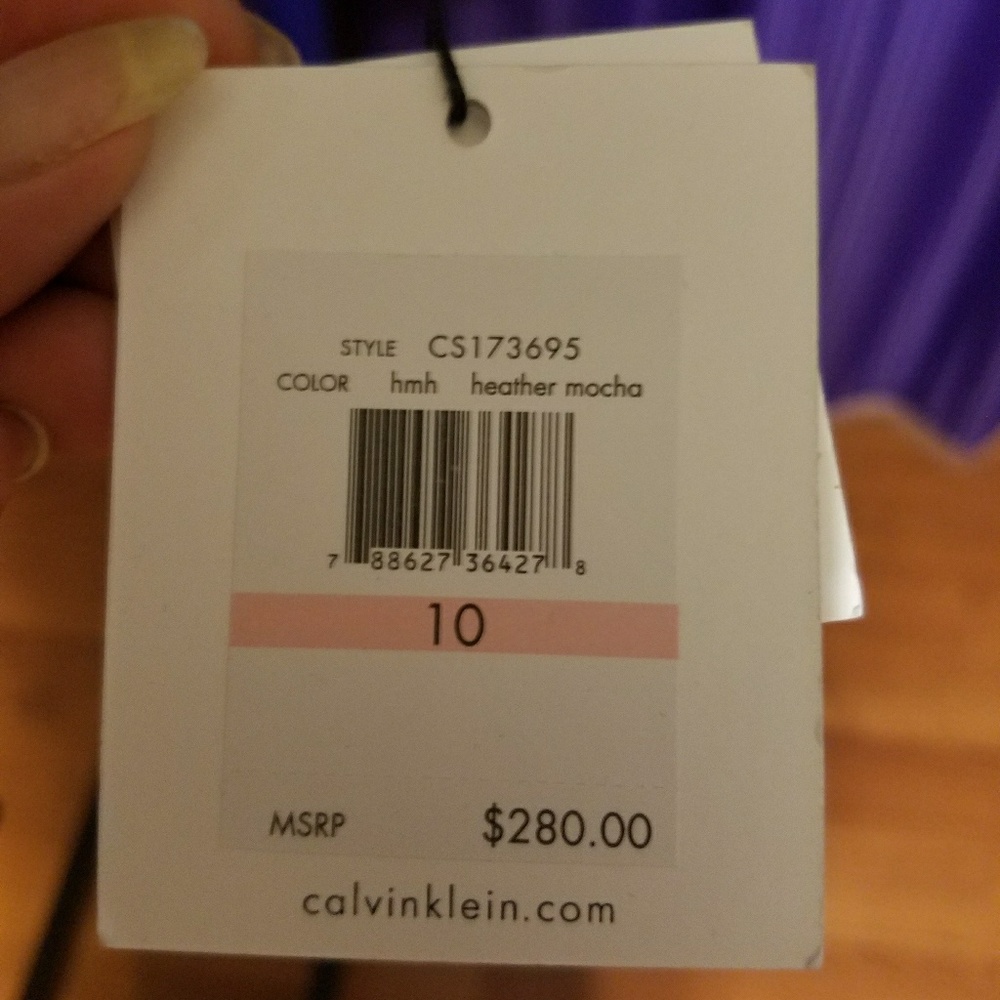 STYLE CS173695
COLOR hmh heather mocha
7 88627 36427 8
10
MSRP $280.00
calvinklein.com